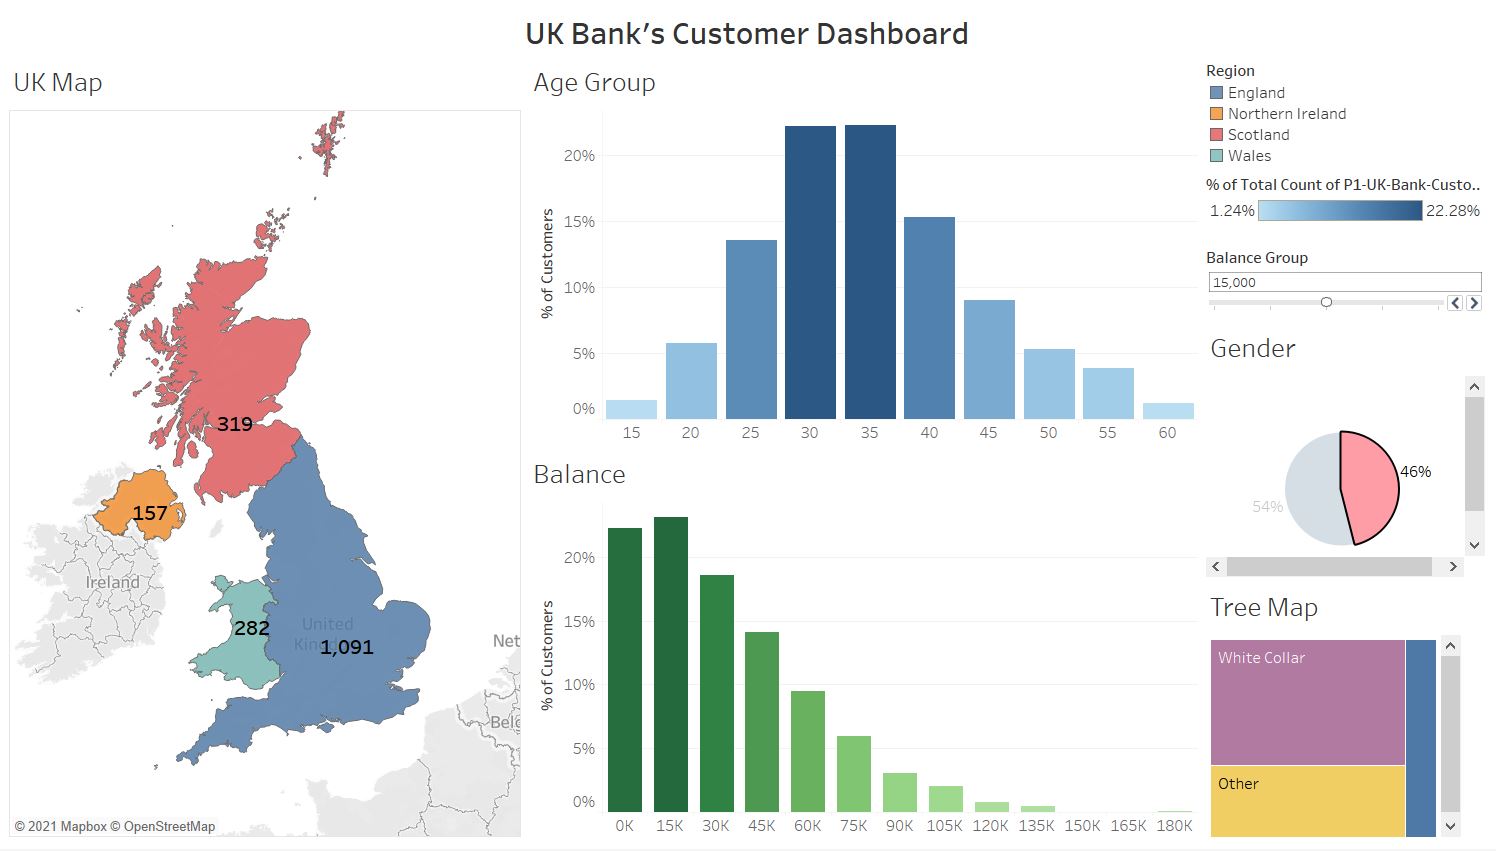 UK Bank’s Customer Dashboard
UK Map
319
157
Ireland
282
United
1,091
Net
Belg
© 2021 Mapbox © OpenStreetMap
Age Group
% of Customers
20%
15%
10%
5%
0%
15 20 25 30 35 40 45 50 55 60
Balance
% of Customers
20%
15%
10%
5%
0%
0K 15K 30K 45K 60K 75K 90K 105K 120K 135K 150K 165K 180K
Region
England
Northern Ireland
Scotland
Wales
% of Total Count of P1-UK-Bank-Custo..
1.24% 22.28%
Balance Group
15,000
Gender
46%
54%
Tree Map
White Collar
Other